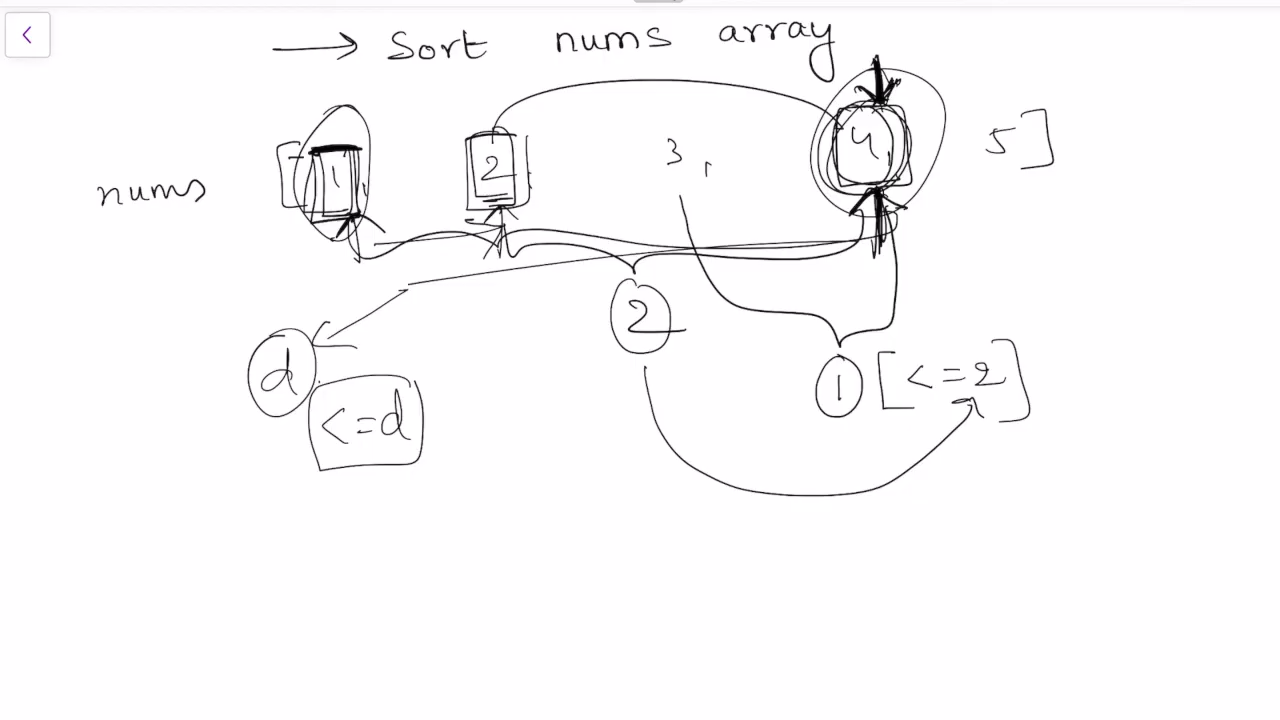 → Sort nums array
nums [1, 2 3, 4, 5]
2
d
1 [<=2]
<=d